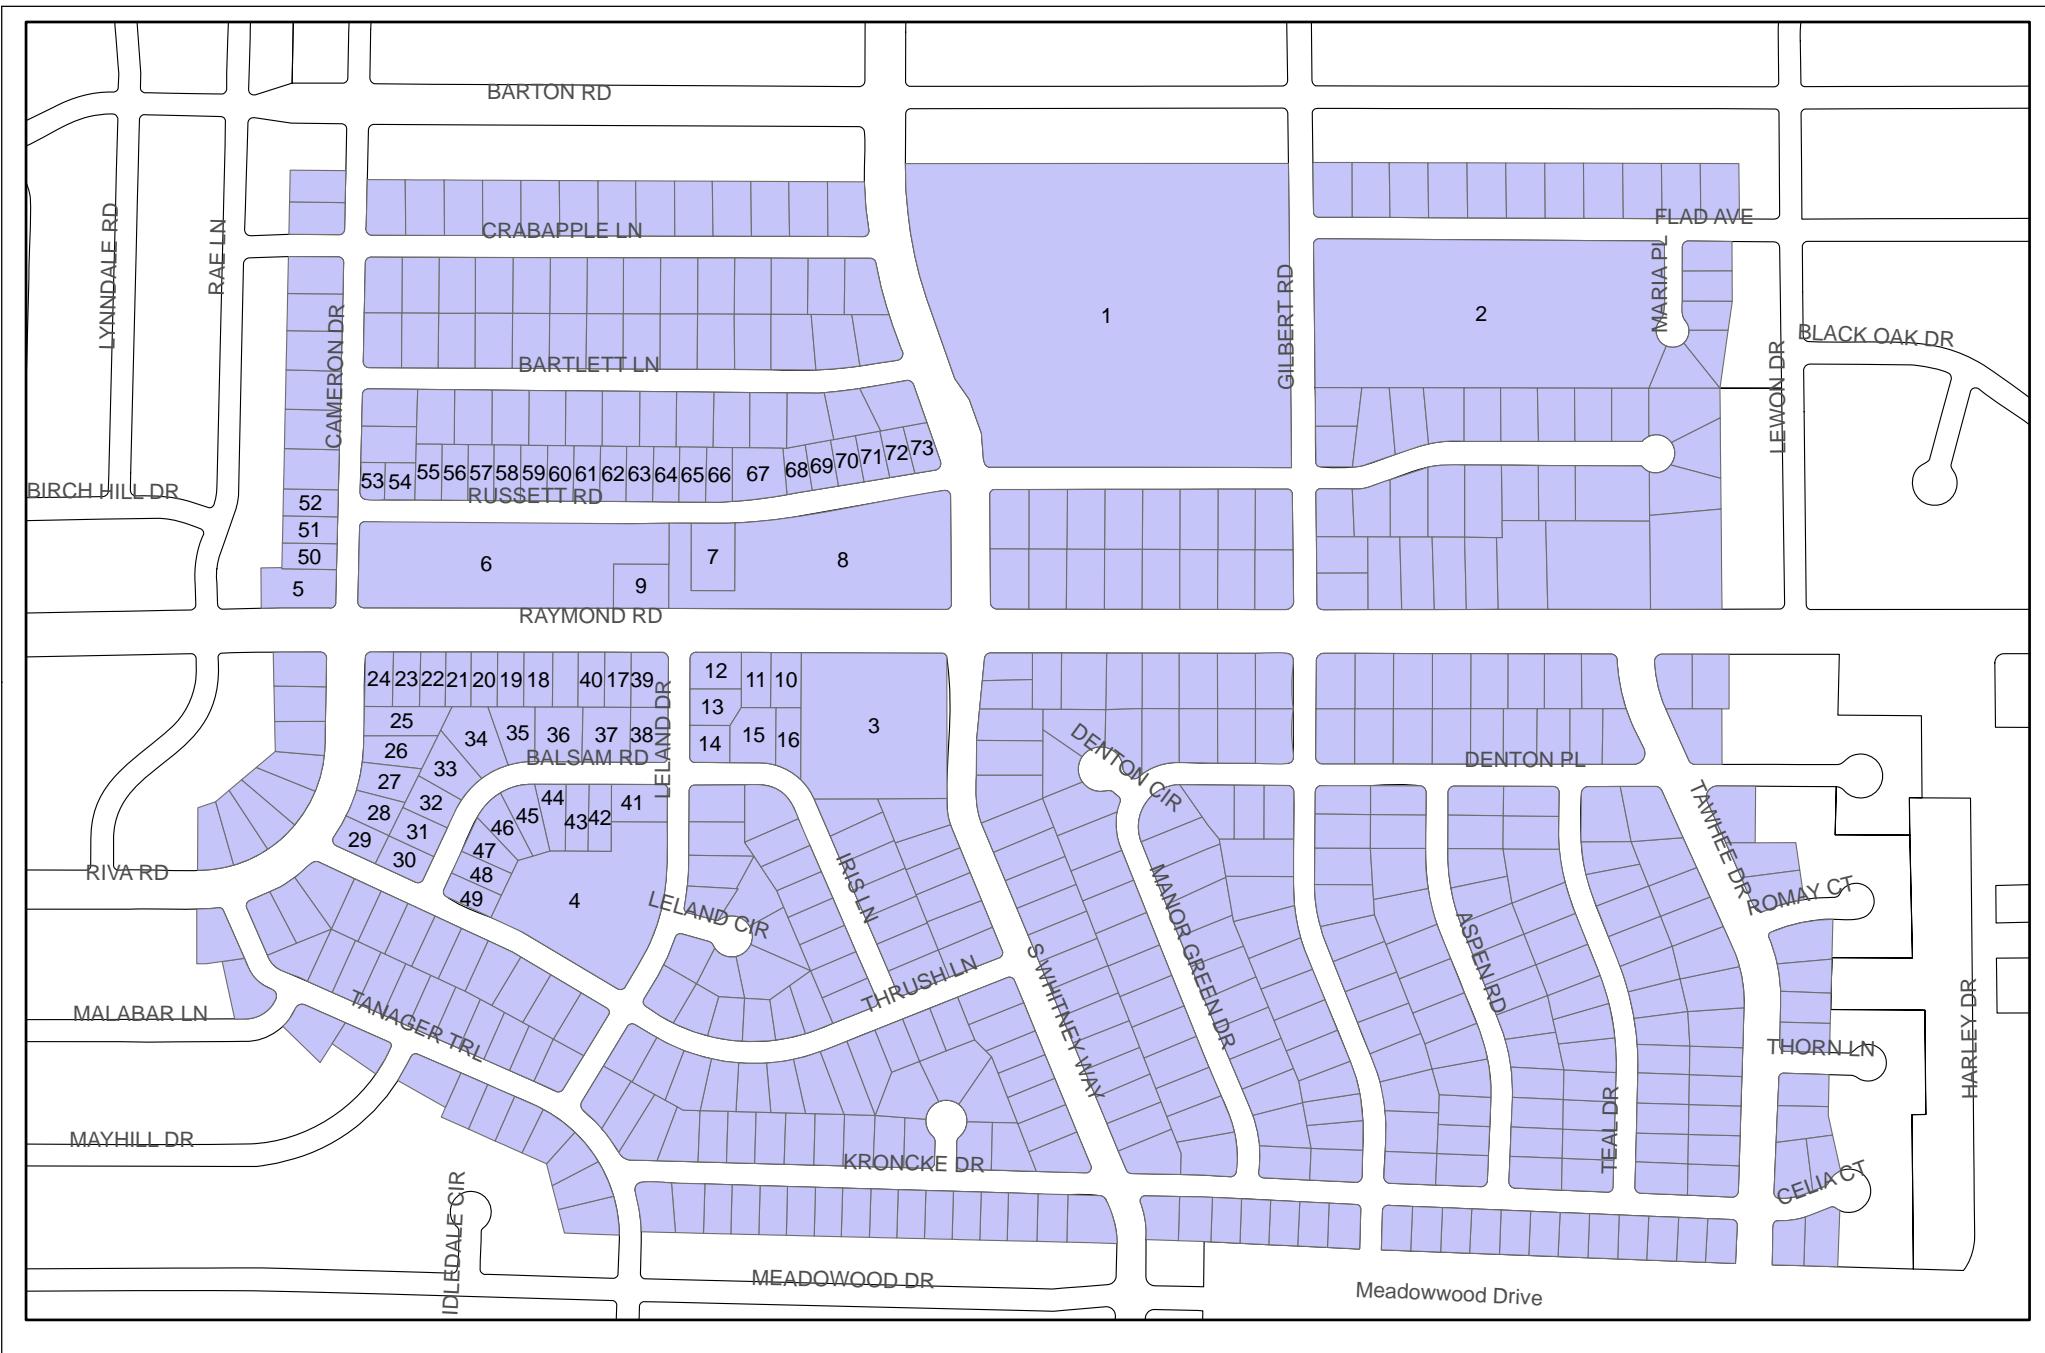 BARTON RD
LYNNDALE RD
RAE LN
CRABAPPLE LN
FLAD AVE
MARIA PL
GILBERT RD
1
2
CAMERON DR
BARTLETT LN
BLACK OAK DR
LEWON DR
BIRCH HILL DR
52
51
50
5
53 54 55 56 57 58 59 60 61 62 63 64 65 66 67 68 69 70 71 72 73
RUSSETT RD
6
7
8
9
RAYMOND RD
24 23 22 21 20 19 18 40 17 39
12 11 10
25
26
27
28
29
34 35 36 37 38
33
32
31
30
13
14 15 16
3
BALSAM RD
LELAND DR
44 41
45 43 42
46
47
48
49
4
DENTON CIR
DENTON PL
TAWHEE DR
RIVA RD
LELAND CIR
IRIS LN
MANOR GREEN DR
ASPEN RD
ROMAY CT
THRUSH LN
S WHITNEY WAY
MALABAR LN
TANAGER TRL
THORN LN
HARLEY DR
TEAL DR
MAYHILL DR
KRONCKE DR
CELIA CT
IDLEDALE CIR
MEADOWOOD DR
Meadowwood Drive